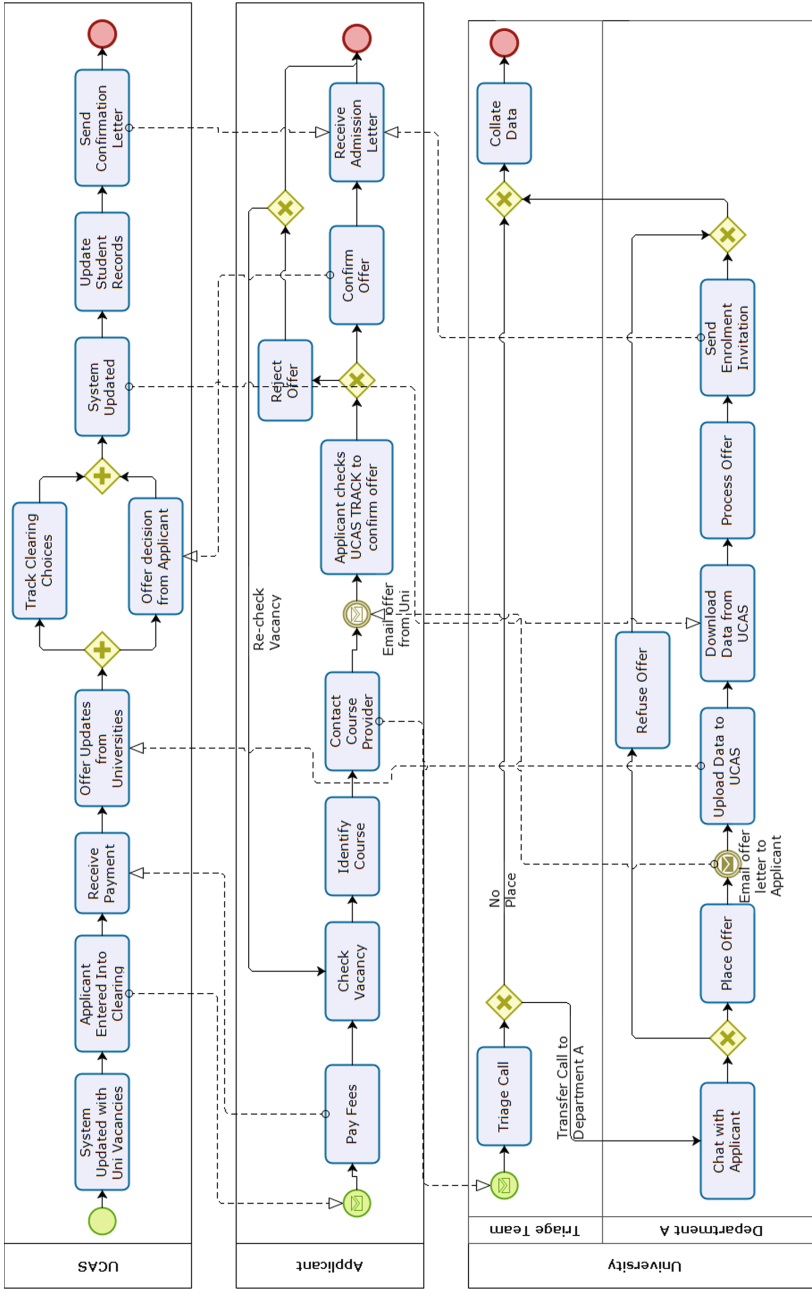 UCAS
System
Updated with
Uni Vacancies
Applicant
Entered Into
Clearing
Receive
Payment
Offer Updates
from
Universities
Track Clearing
Choices
Offer decision
from Applicant
System
Updated
Update
Student
Records
Send
Confirmation
Letter
Applicant
Pay Fees
Check
Vacancy
Identify
Course
Contact
Course
Provider
Email offer
from Uni
Applicant checks
UCAS TRACK to
confirm offer
Reject
Offer
Confirm
Offer
Receive
Admission
Letter
Re-check
Vacancy
University
Triage Team
Triage Call
No
Place
Transfer Call to
Department A
Collate
Data
Department A
Chat with
Applicant
Place Offer
Email offer
letter to
Applicant
Refuse Offer
Upload Data to
UCAS
Download
Data from
UCAS
Process Offer
Send
Enrolment
Invitation